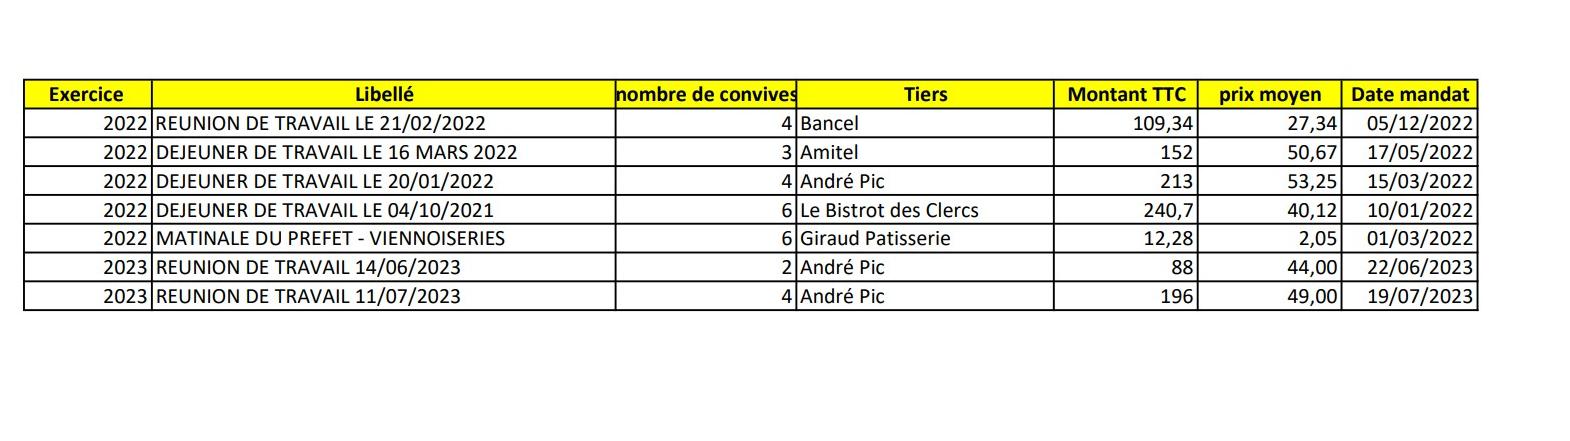 Exercice Libellé nombre de convives Tiers Montant TTC prix moyen Date mandat
2022 REUNION DE TRAVAIL LE 21/02/2022 4 Bancel 109,34 27,34 05/12/2022
2022 DEJEUNER DE TRAVAIL LE 16 MARS 2022 3 Amitel 152 50,67 17/05/2022
2022 DEJEUNER DE TRAVAIL LE 20/01/2022 4 André Pic 213 53,25 15/03/2022
2022 DEJEUNER DE TRAVAIL LE 04/10/2021 6 Le Bistrot des Clercs 240,7 40,12 10/01/2022
2022 MATINALE DU PREFET - VIENNOISERIES 6 Giraud Patisserie 12,28 2,05 01/03/2022
2023 REUNION DE TRAVAIL 14/06/2023 2 André Pic 88 44,00 22/06/2023
2023 REUNION DE TRAVAIL 11/07/2023 4 André Pic 196 49,00 19/07/2023